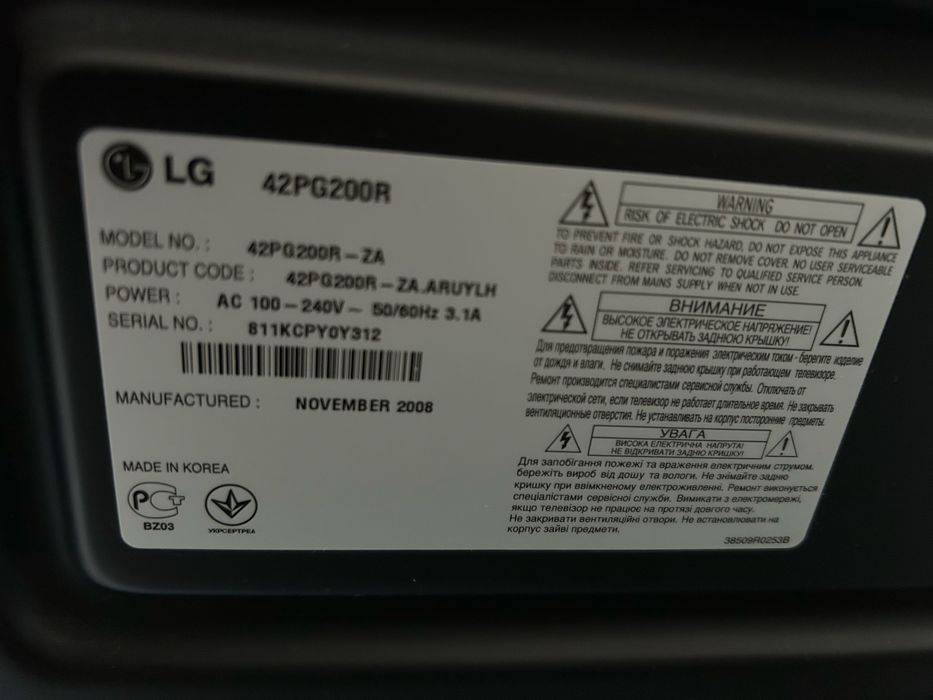 LG 42PG200R
MODEL NO. : 42PG200R-ZA
PRODUCT CODE : 42PG200R-ZA.ARUYLH
POWER : AC 100-240V~ 50/60Hz 3.1A
SERIAL NO. : 811KCPY0Y312
MANUFACTURED : NOVEMBER 2008
MADE IN KOREA
РСТ
BZ03
УКРСЕПРО
WARNING
RISK OF ELECTRIC SHOCK DO NOT OPEN
TO PREVENT FIRE OR SHOCK HAZARD, DO NOT EXPOSE THIS APPLIANCE
TO RAIN OR MOISTURE. DO NOT REMOVE COVER. NO USER SERVICEABLE
PARTS INSIDE. REFER SERVICING TO QUALIFIED SERVICE PERSON.
DISCONNECT FROM MAINS SUPPLY WHEN NOT IN USE.
ВНИМАНИЕ
ВЫСОКОЕ ЭЛЕКТРИЧЕСКОЕ НАПРЯЖЕНИЕ!
НЕ ОТКРЫВАТЬ ЗАДНЮЮ КРЫШКУ!
Для предотвращения пожара и поражения электрическим током - берегите изделие
от дождя и влаги. Не снимайте заднюю крышку при работающем телевизоре.
Ремонт производится специалистами сервисной службы. Отключать от
электрической сети, если телевизор не работает длительное время. Не закрывать
вентиляционные отверстия. Не устанавливать на корпус посторонние предметы.
УВАГА
ВИСОКА ЕЛЕКТРИЧНА НАПРУГА!
НЕ ВІДКРИВАТИ ЗАДНЮ КРИШКУ!
Для запобігання пожежі та враження електричним струмом.
бережіть виріб від дошу та вологи. Не знімайте задню
кришку при ввімкненому електроживленні. Ремонт виконується
спеціалістами сервісної служби. Вимикати з електромережі,
якщо телевізор не працює на протязі довгого часу.
Не закривати вентиляційні отвори. Не встановлювати на
корпус зайві предмети.
38509R0253B